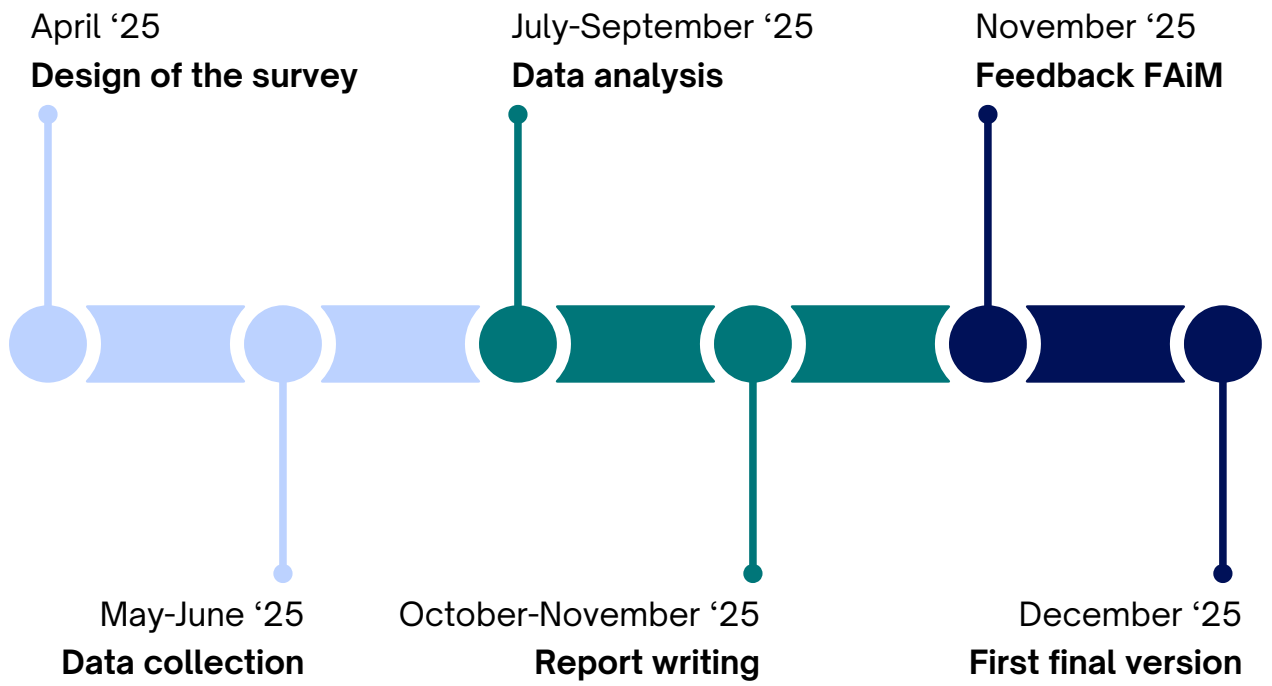 April ‘25
Design of the survey
July-September ‘25
Data analysis
November ‘25
Feedback FAiM
May-June ‘25
Data collection
October-November ‘25
Report writing
December ‘25
First final version